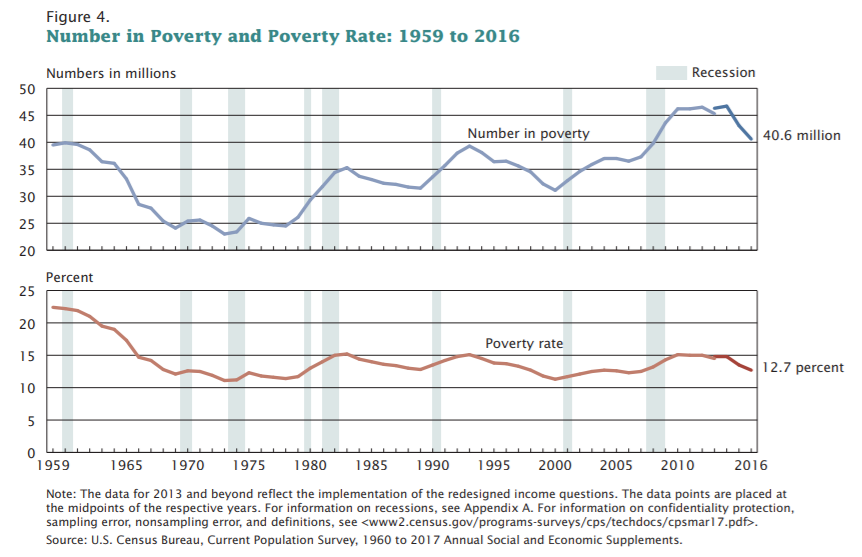 Figure 4.
Number in Poverty and Poverty Rate: 1959 to 2016
Numbers in millions
Recession
50
45
40
35
30
25
20
Number in poverty
40.6 million
Percent
25
20
15
10
5
0
Poverty rate
12.7 percent
1959 1965 1970 1975 1980 1985 1990 1995 2000 2005 2010 2016
Note: The data for 2013 and beyond reflect the implementation of the redesigned income questions. The data points are placed at
the midpoints of the respective years. For information on recessions, see Appendix A. For information on confidentiality protection,
sampling error, nonsampling error, and definitions, see <www2.census.gov/programs-surveys/cps/techdocs/cpsmar17.pdf>.
Source: U.S. Census Bureau, Current Population Survey, 1960 to 2017 Annual Social and Economic Supplements.